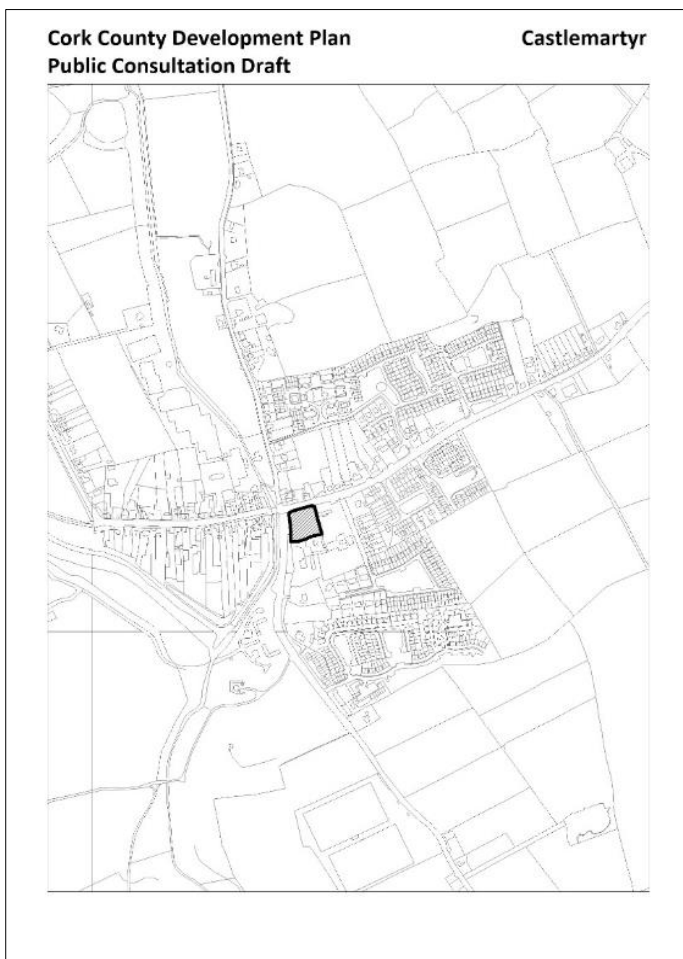 Cork County Development Plan
Castlemartyr
Public Consultation Draft